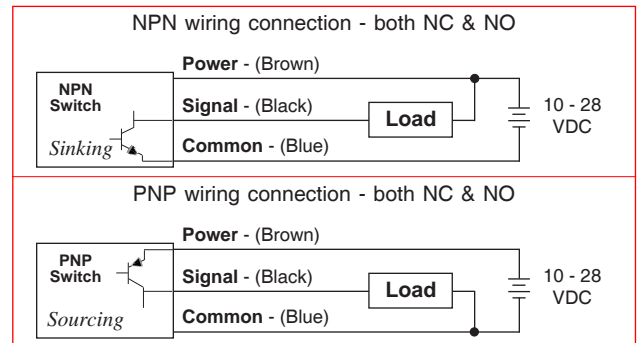 NPN wiring connection - both NC & NO
Power - (Brown)
NPN
Switch
Signal - (Black)
Load
10 - 28
VDC
Sinking
Common - (Blue)
PNP wiring connection - both NC & NO
Power - (Brown)
PNP
Switch
Signal - (Black)
Load
10 - 28
VDC
Sourcing
Common - (Blue)